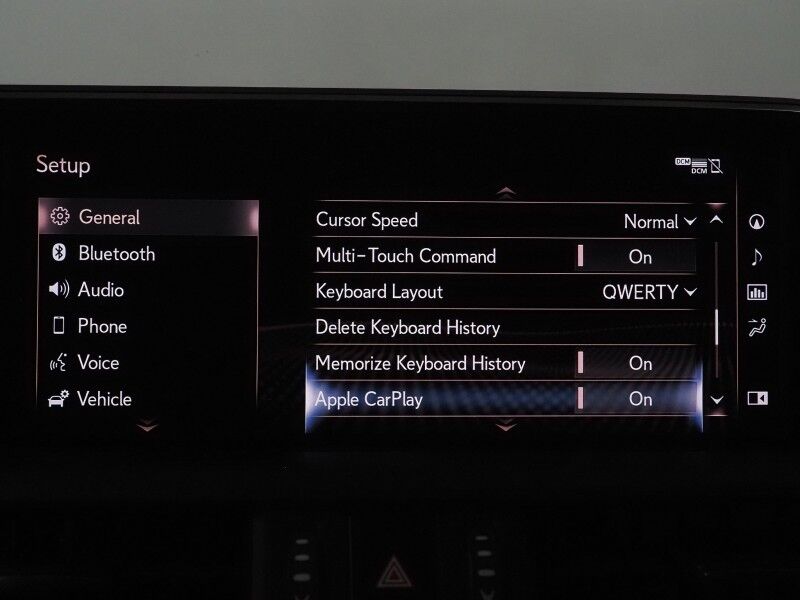 Setup
DCM
DCM
General
Bluetooth
Audio
Phone
Voice
Vehicle
Cursor Speed Normal
Multi-Touch Command On
Keyboard Layout QWERTY
Delete Keyboard History
Memorize Keyboard History On
Apple CarPlay On